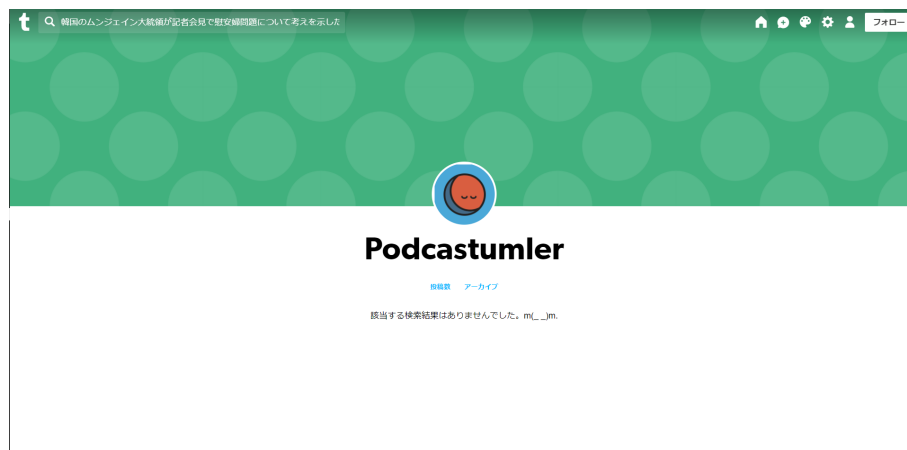 t
韓国のムンジェイン大統領が記者会見で慰安婦問題について考えを示した
フォロー
Podcastumler
投稿数 アーカイブ
該当する検索結果はありませんでした。m(_ _)m.